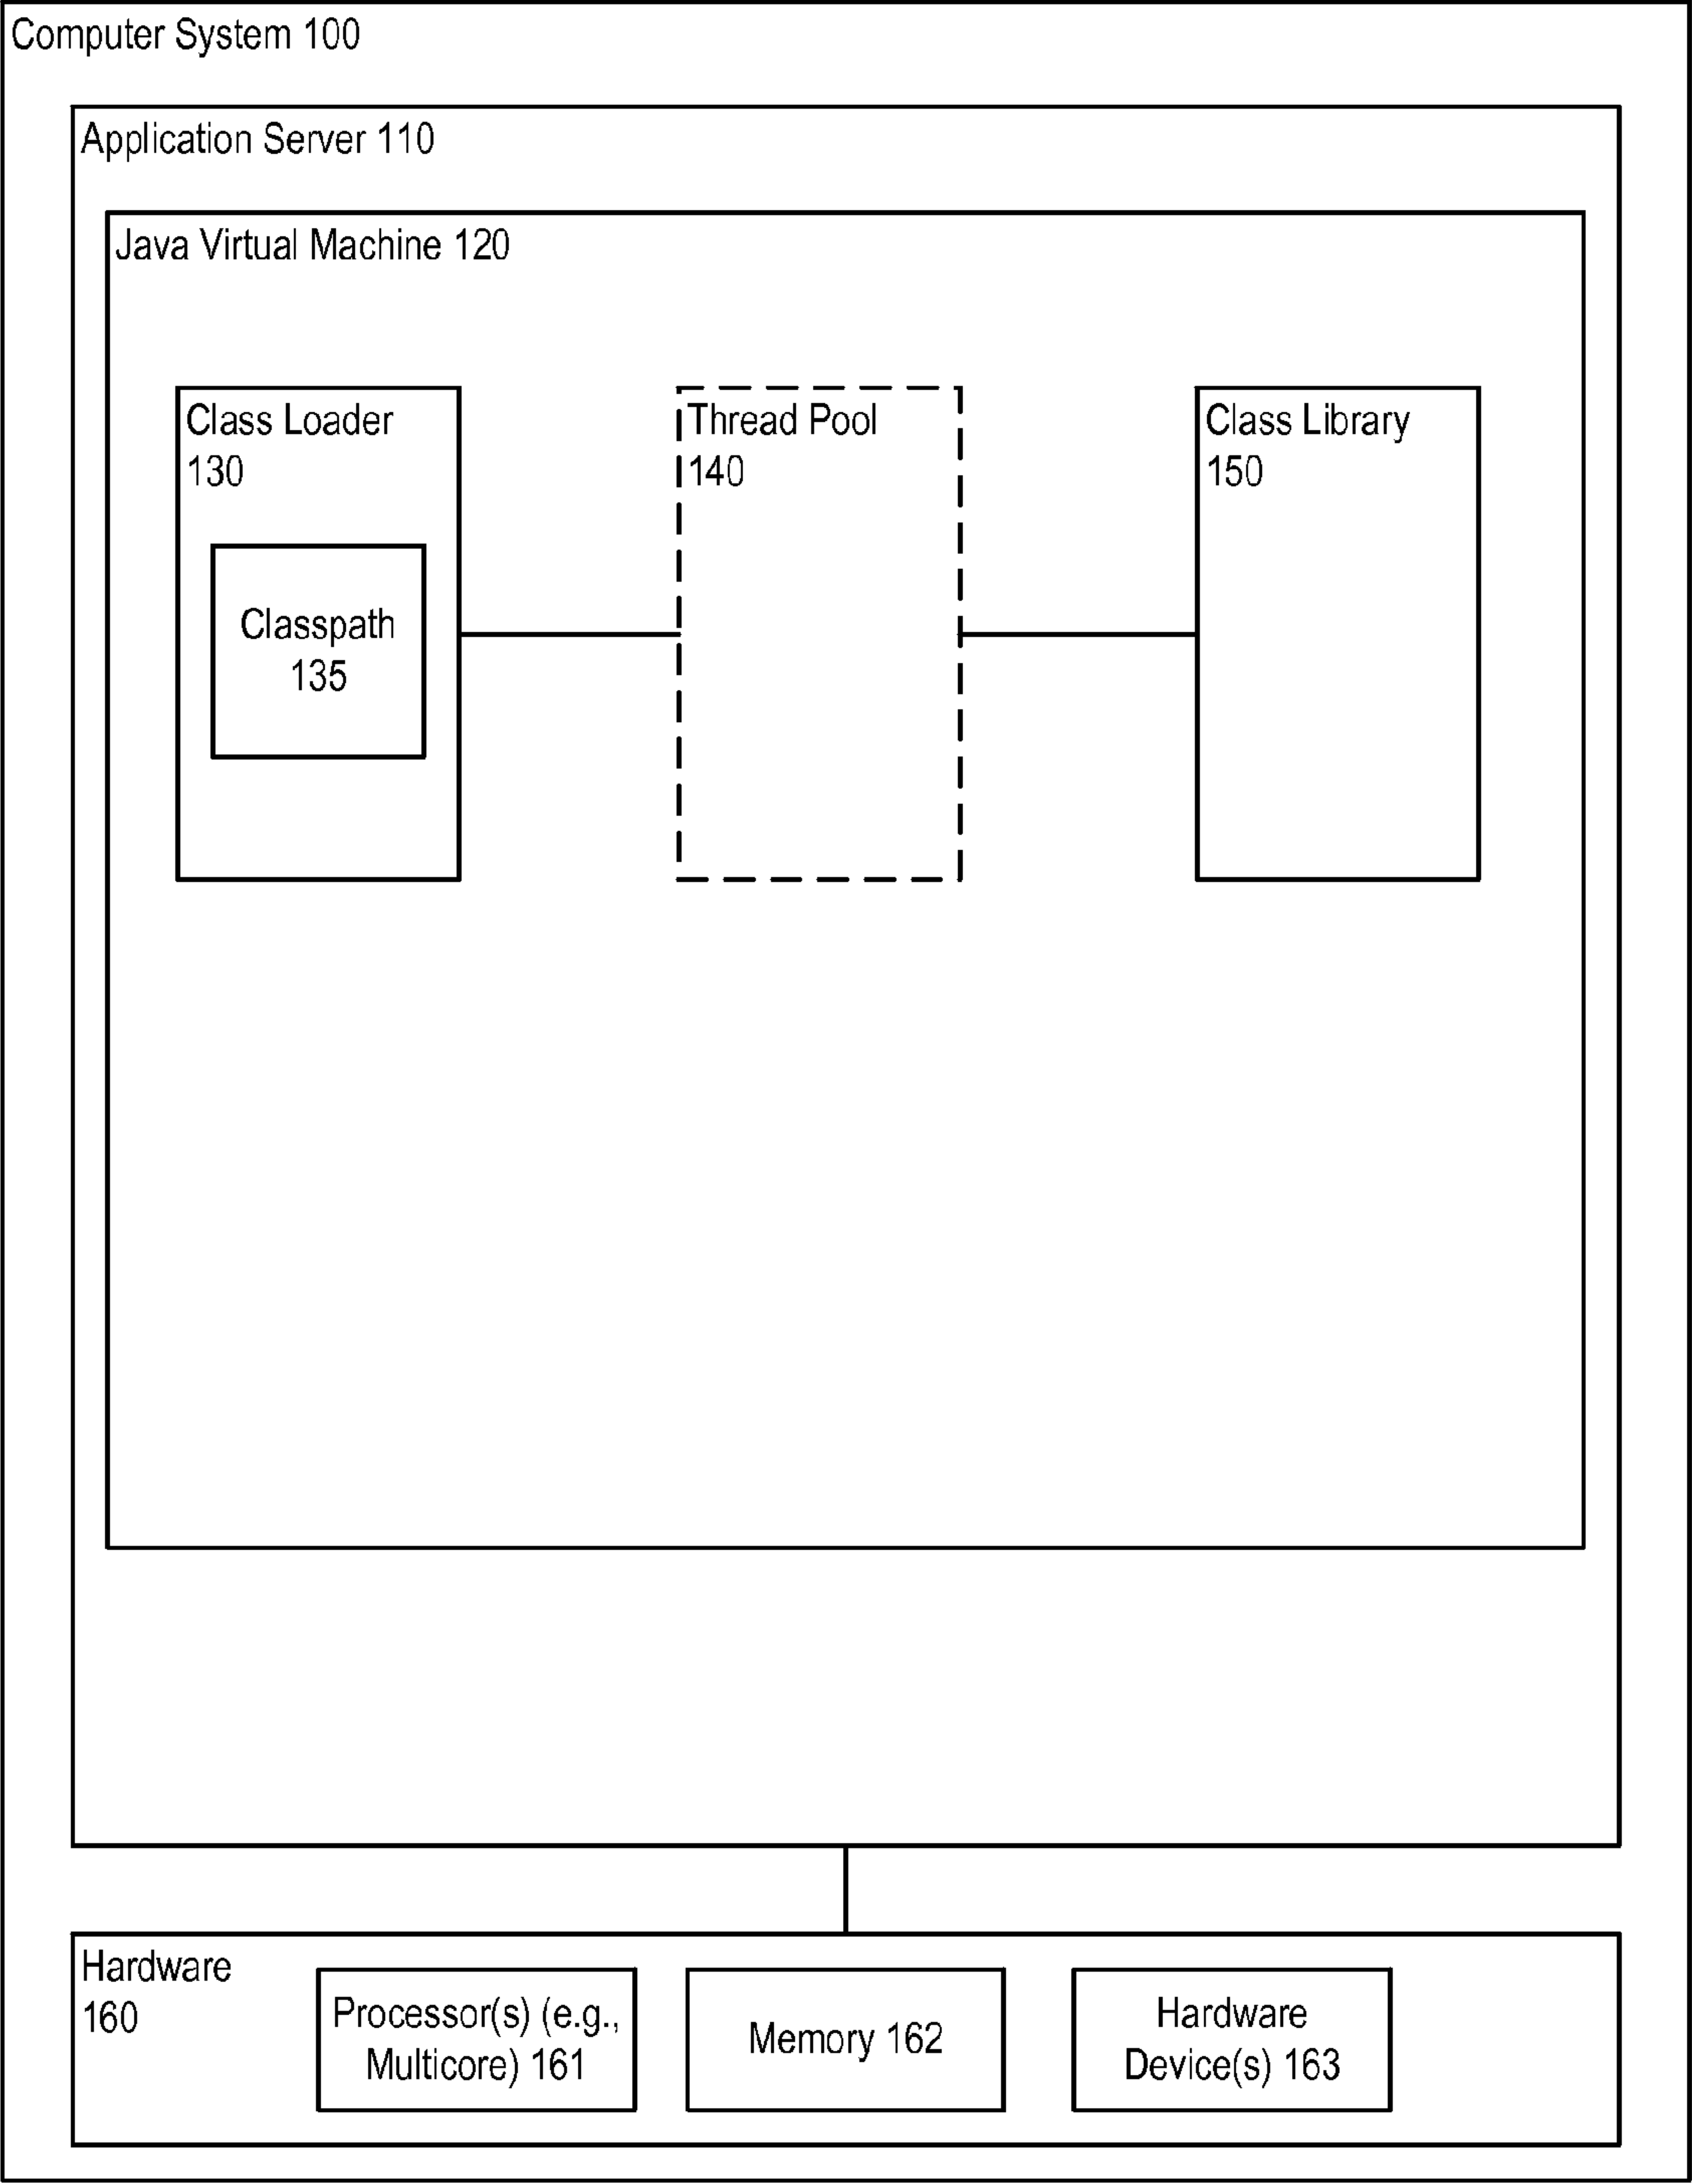 Computer System 100
Application Server 110
Java Virtual Machine 120
Class Loader
130
Classpath
135
Thread Pool
140
Class Library
150
Hardware
160
Processor(s) (e.g.,
Multicore) 161
Memory 162
Hardware
Device(s) 163